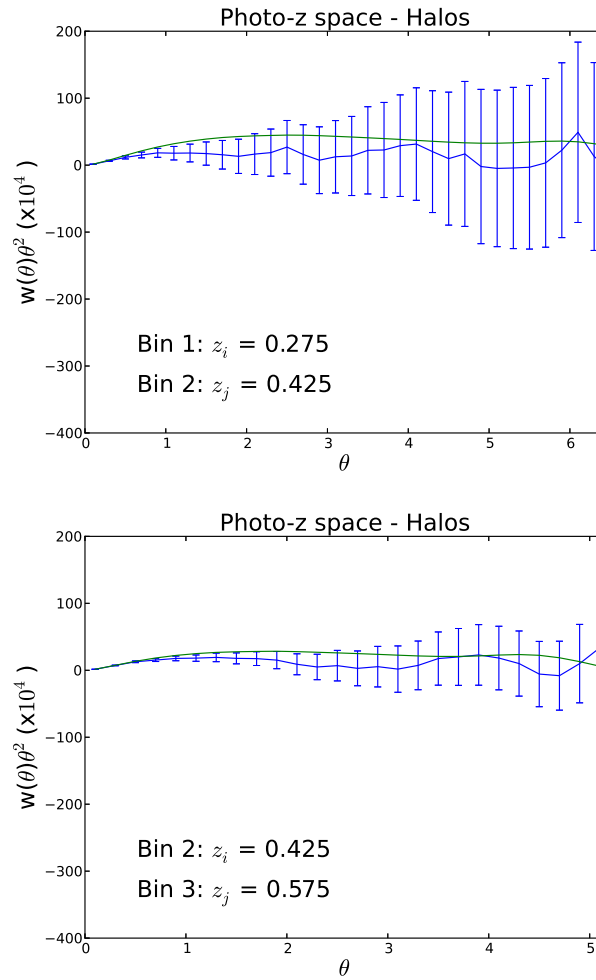 Photo-z space - Halos
200
100
0
−100
−200
−300
−400
w(θ)θ² (x10⁴ )
Bin 1: zᵢ = 0.275
Bin 2: zⱼ = 0.425
0 1 2 3 4 5 6
θ
Photo-z space - Halos
200
100
0
−100
−200
−300
−400
w(θ)θ² (x10⁴ )
Bin 2: zᵢ = 0.425
Bin 3: zⱼ = 0.575
0 1 2 3 4 5
θ